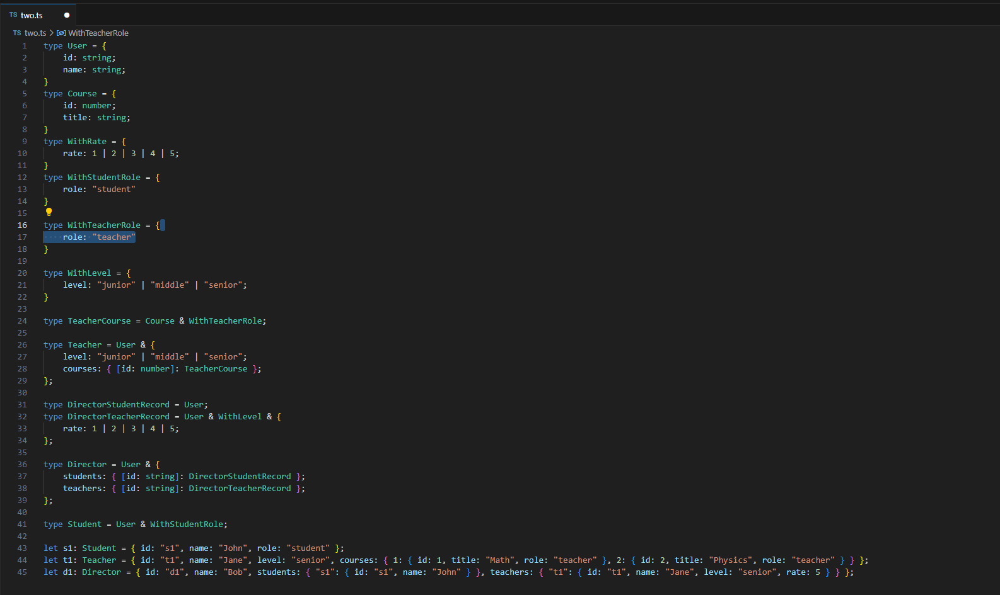 TS two.ts
TS two.ts > WithTeacherRole
1 type User = {
2     id: string;
3     name: string;
4 }
5 type Course = {
6     id: number;
7     title: string;
8 }
9 type WithRate = {
10     rate: 1 | 2 | 3 | 4 | 5;
11 }
12 type WithStudentRole = {
13     role: "student"
14 }
15
16 type WithTeacherRole = {
17     role: "teacher"
18 }
19
20 type WithLevel = {
21     level: "junior" | "middle" | "senior";
22 }
23
24 type TeacherCourse = Course & WithTeacherRole;
25
26 type Teacher = User & {
27     level: "junior" | "middle" | "senior";
28     courses: { [id: number]: TeacherCourse };
29 };
30
31 type DirectorStudentRecord = User;
32 type DirectorTeacherRecord = User & WithLevel & {
33     rate: 1 | 2 | 3 | 4 | 5;
34 };
35
36 type Director = User & {
37     students: { [id: string]: DirectorStudentRecord };
38     teachers: { [id: string]: DirectorTeacherRecord };
39 };
40
41 type Student = User & WithStudentRole;
42
43 let s1: Student = { id: "s1", name: "John", role: "student" };
44 let t1: Teacher = { id: "t1", name: "Jane", level: "senior", courses: { 1: { id: 1, title: "Math", role: "teacher" }, 2: { id: 2, title: "Physics", role: "teacher" } } };
45 let d1: Director = { id: "d1", name: "Bob", students: { "s1": { id: "s1", name: "John" } }, teachers: { "t1": { id: "t1", name: "Jane", level: "senior", rate: 5 } } };